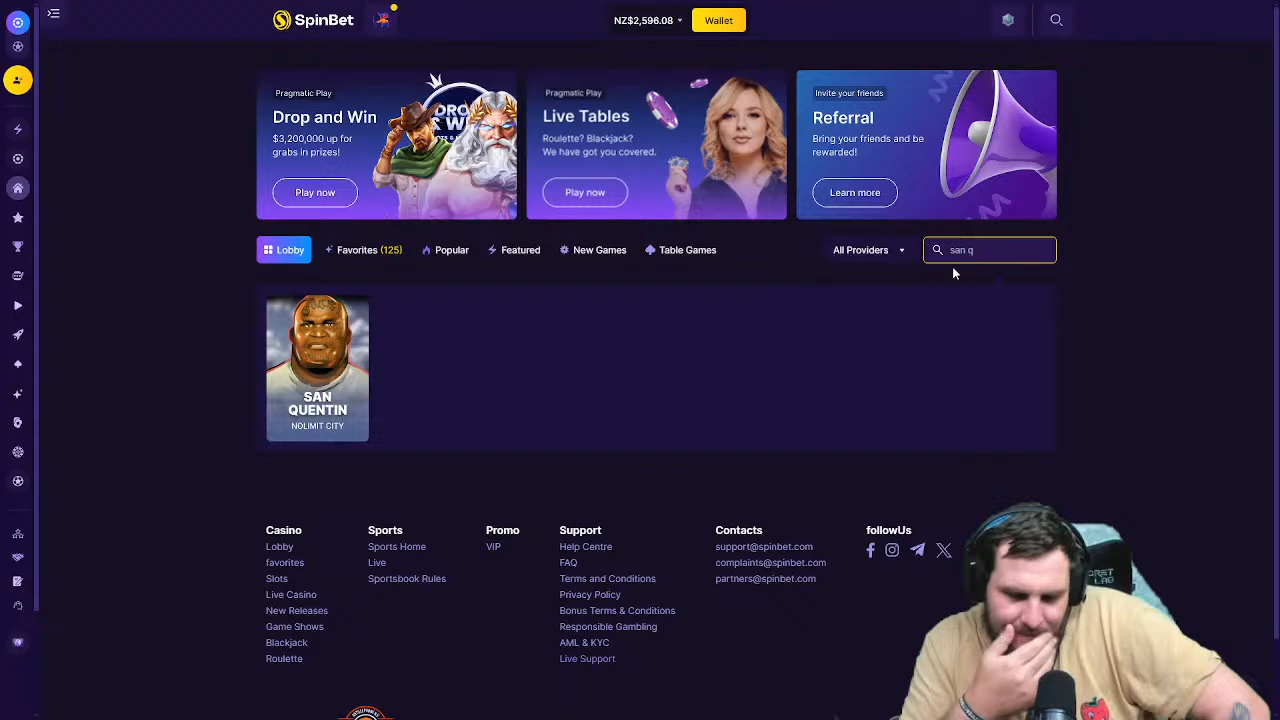 SpinBet
NZ$2,596.08
Wallet
Pragmatic Play
Drop and Win
$3,200,000 up for
grabs in prizes!
Play now
Pragmatic Play
Live Tables
Roulette? Blackjack?
We have got you covered.
Play now
Invite your friends
Referral
Bring your friends and be
rewarded!
Learn more
Lobby
Favorites (125)
Popular
Featured
New Games
Table Games
All Providers
san q
SAN
QUENTIN
NOLIMIT CITY
Casino
Lobby
favorites
Slots
Live Casino
New Releases
Game Shows
Blackjack
Roulette
Sports
Sports Home
Live
Sportsbook Rules
Promo
VIP
Support
Help Centre
FAQ
Terms and Conditions
Privacy Policy
Bonus Terms & Conditions
Responsible Gambling
AML & KYC
Live Support
Contacts
support@spinbet.com
complaints@spinbet.com
partners@spinbet.com
followUs